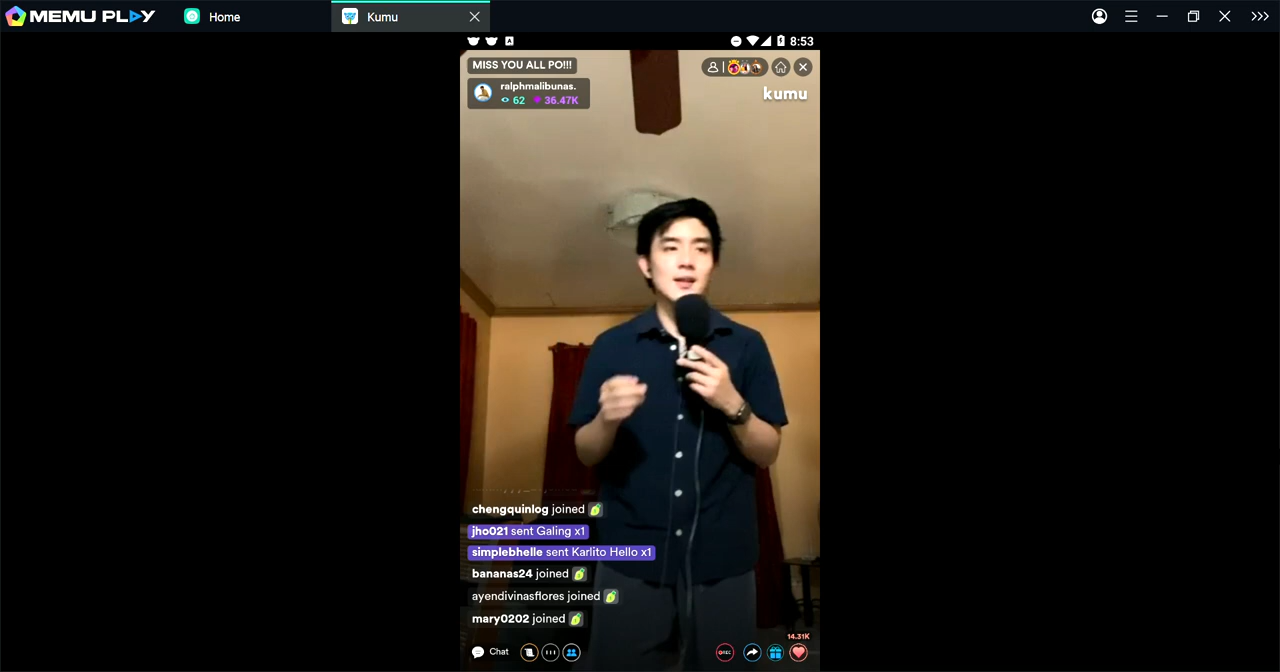 MEMU PLAY
Home
Kumu
8:53
MISS YOU ALL PO!!!
ralphmalibunas.
62 36.47K
kumu
chengquinlog joined
jho021 sent Galing x1
simplebhelle sent Karlito Hello x1
bananas24 joined
ayendivinasflores joined
mary0202 joined
14.31K
Chat
REC